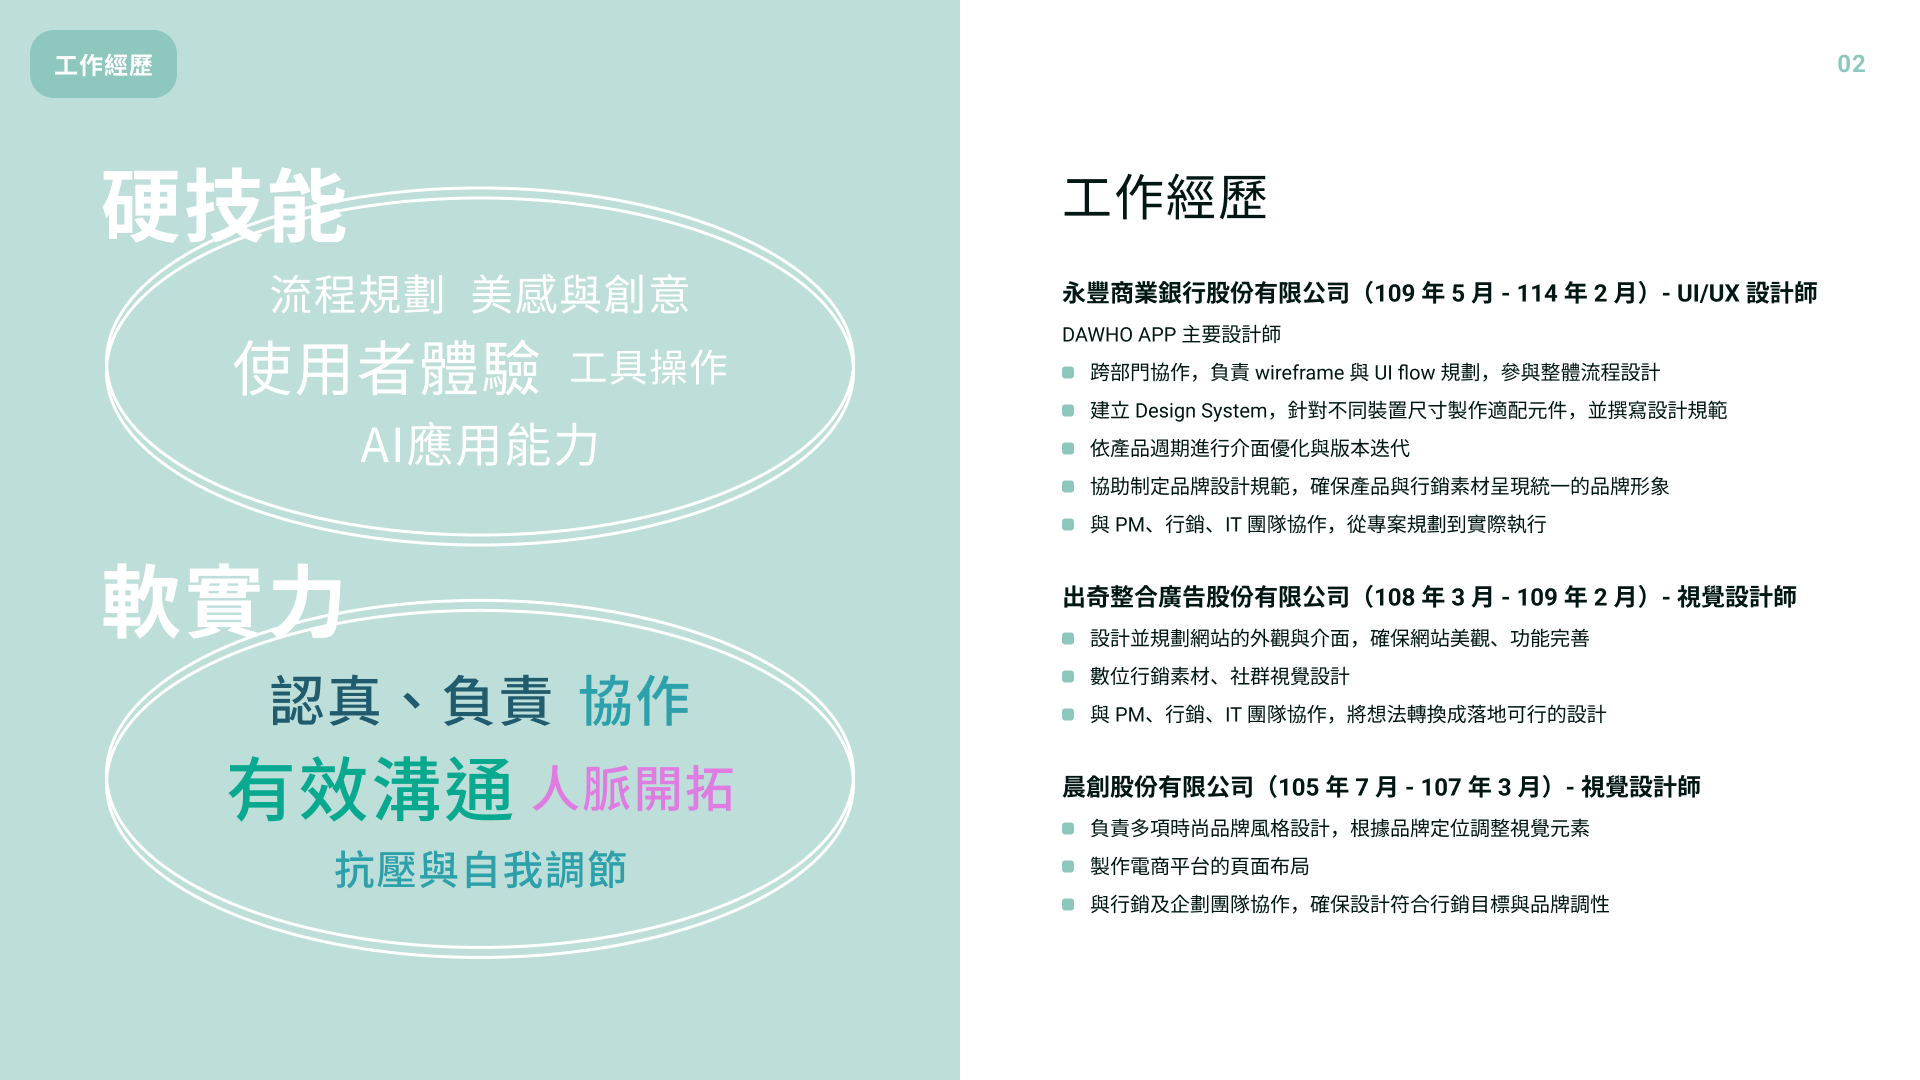 工作經歷
02
硬技能
流程規劃 美感與創意
使用者體驗 工具操作
AI應用能力
軟實力
認真、負責 協作
有效溝通 人脈開拓
抗壓與自我調節
工作經歷
永豐商業銀行股份有限公司（109 年 5 月 - 114 年 2 月）- UI/UX 設計師
DAWHO APP 主要設計師
跨部門協作，負責 wireframe 與 UI flow 規劃，參與整體流程設計
建立 Design System，針對不同裝置尺寸製作適配元件，並撰寫設計規範
依產品週期進行介面優化與版本迭代
協助制定品牌設計規範，確保產品與行銷素材呈現統一的品牌形象
與 PM、行銷、IT 團隊協作，從專案規劃到實際執行
出奇整合廣告股份有限公司（108 年 3 月 - 109 年 2 月）- 視覺設計師
設計並規劃網站的外觀與介面，確保網站美觀、功能完善
數位行銷素材、社群視覺設計
與 PM、行銷、IT 團隊協作，將想法轉換成落地可行的設計
晨創股份有限公司（105 年 7 月 - 107 年 3 月）- 視覺設計師
負責多項時尚品牌風格設計，根據品牌定位調整視覺元素
製作電商平台的頁面布局
與行銷及企劃團隊協作，確保設計符合行銷目標與品牌調性